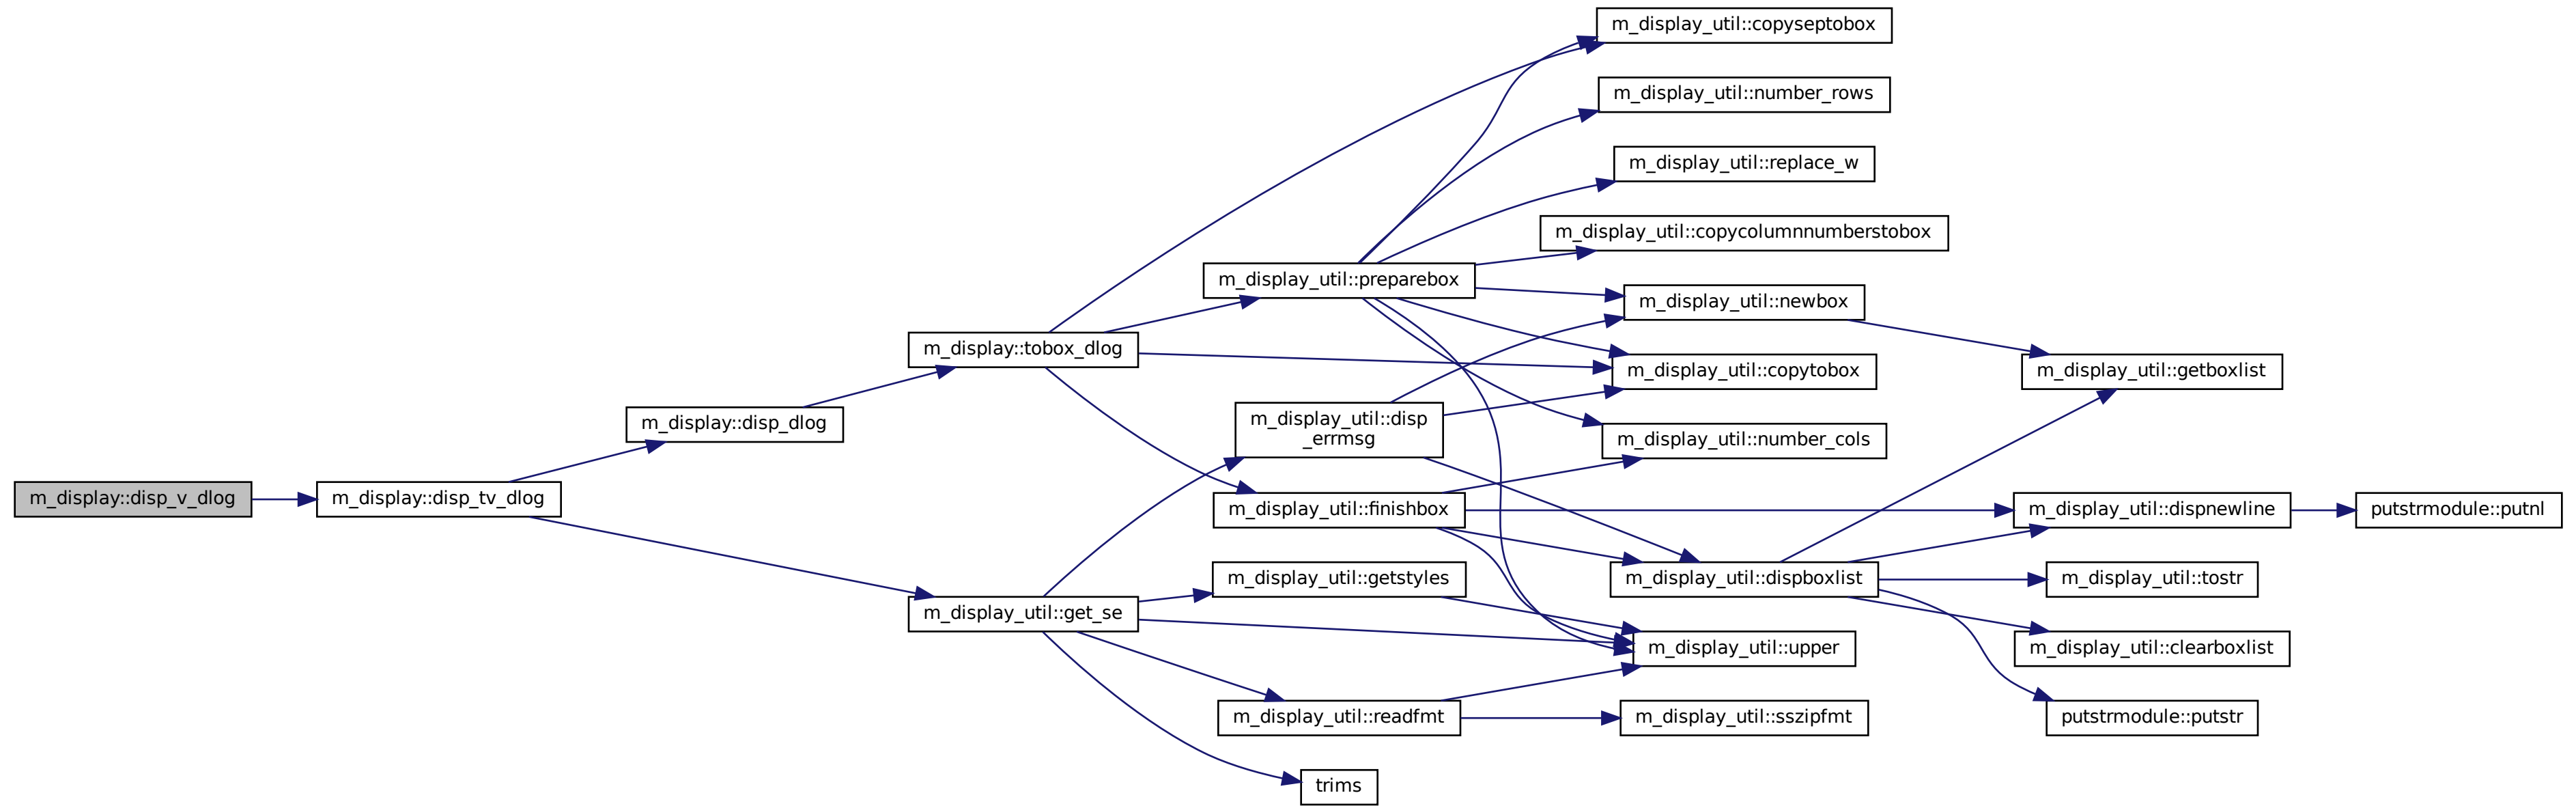 m_display::disp_v_dlog
m_display::disp_tv_dlog
m_display::disp_dlog
m_display_util::get_se
m_display::tobox_dlog
m_display_util::preparebox
m_display_util::disp
_errmsg
m_display_util::finishbox
m_display_util::getstyles
m_display_util::readfmt
trims
m_display_util::copyseptobox
m_display_util::number_rows
m_display_util::replace_w
m_display_util::copycolumnnumberstobox
m_display_util::newbox
m_display_util::copytobox
m_display_util::number_cols
m_display_util::dispboxlist
m_display_util::upper
m_display_util::sszipfmt
m_display_util::getboxlist
m_display_util::dispnewline
m_display_util::tostr
m_display_util::clearboxlist
putstrmodule::putstr
putstrmodule::putnl